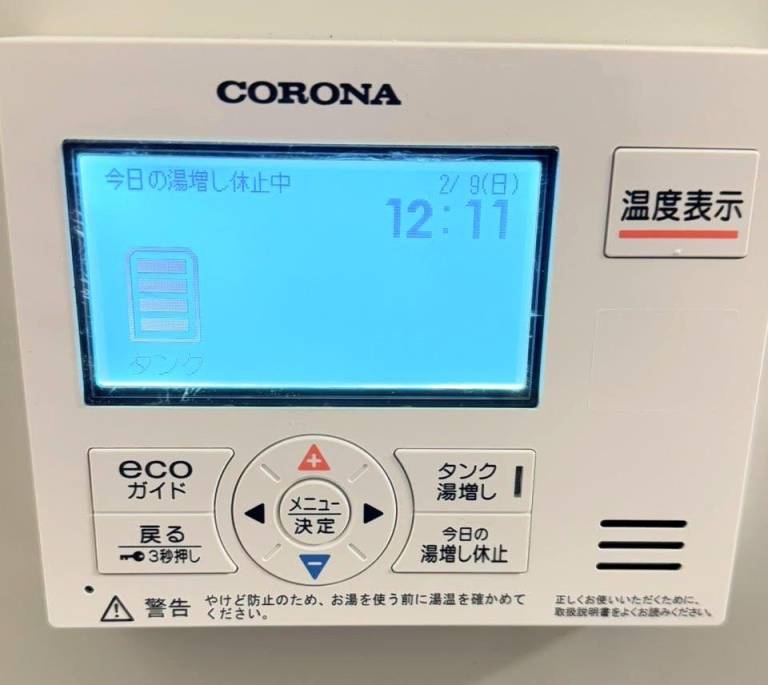 CORONA
今日の湯増し休止中
2/ 9(日)
12:11
温度表示
タンク
eco
ガイド
タンク
湯増し
メニュー
決定
戻る
3秒押し
今日の
湯増し休止
警告
やけど防止のため、お湯を使う前に湯温を確かめて
ください。
正しくお使いいただくために、
取扱説明書をよくお読みください。